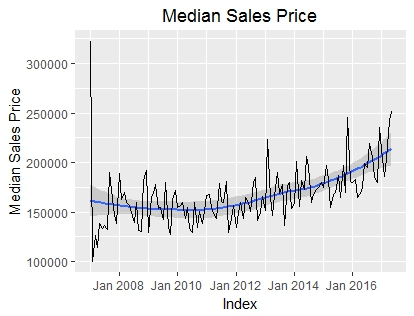 Median Sales Price
Median Sales Price
300000
250000
200000
150000
100000
Jan 2008 Jan 2010 Jan 2012 Jan 2014 Jan 2016
Index